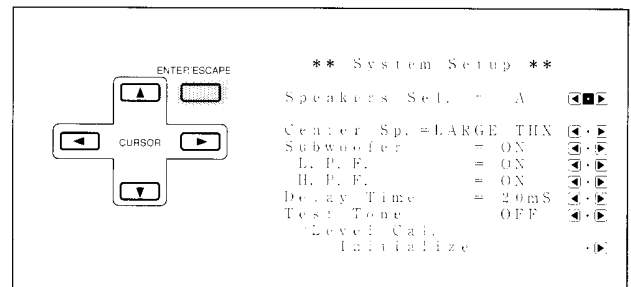 ENTER/ESCAPE
CURSOR
** System Setup **
Speakers Sel. = A
Center Sp.=LARGE THX
Subwoofer = ON
L.P.F. = ON
H.P.F. = ON
Delay Time = 20mS
Test Tone OFF
*Level Cal.
Initialize